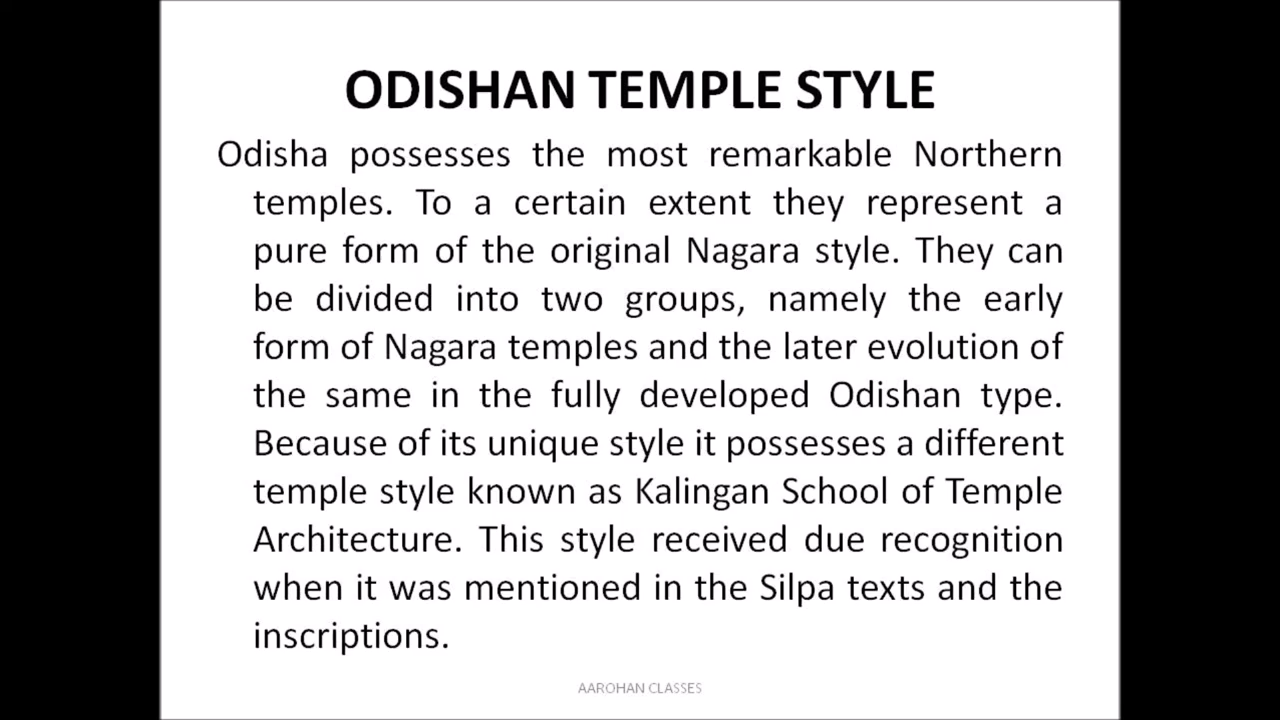 ODISHAN TEMPLE STYLE
Odisha possesses the most remarkable Northern
temples. To a certain extent they represent a
pure form of the original Nagara style. They can
be divided into two groups, namely the early
form of Nagara temples and the later evolution of
the same in the fully developed Odishan type.
Because of its unique style it possesses a different
temple style known as Kalingan School of Temple
Architecture. This style received due recognition
when it was mentioned in the Silpa texts and the
inscriptions.
AAROHAN CLASSES